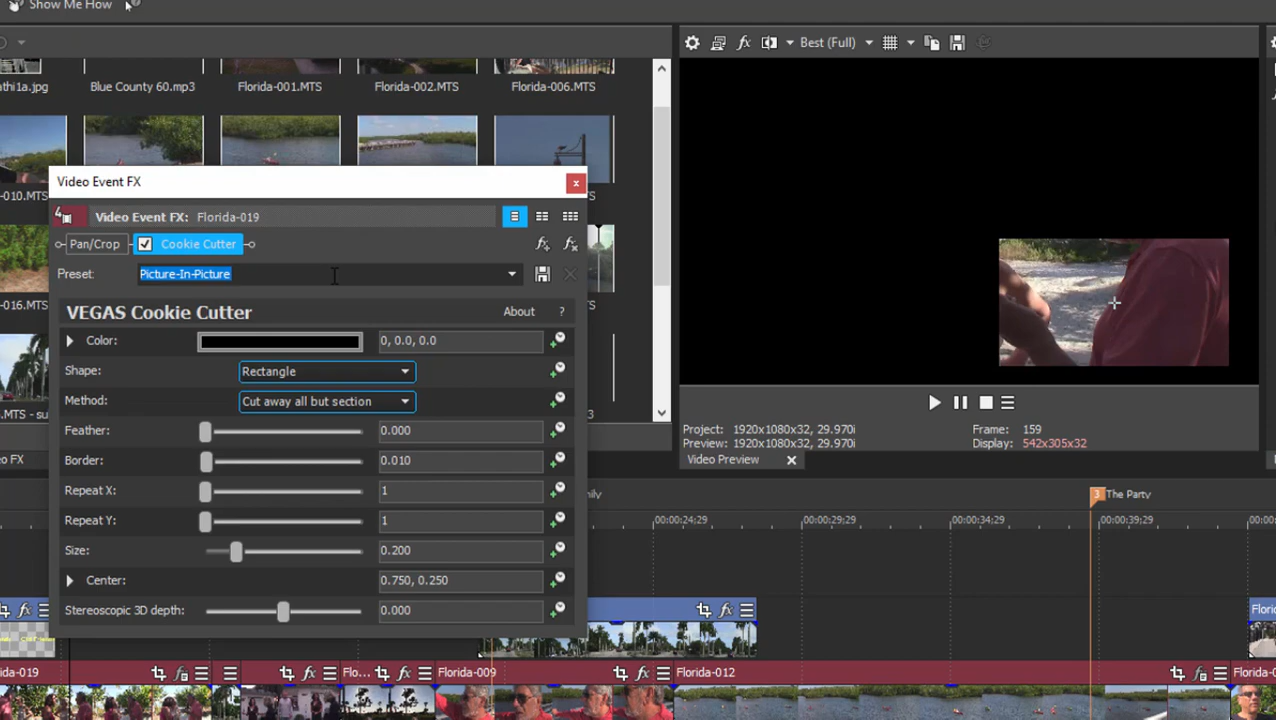 Show Me How
Best (Full)
athi1a.jpg
Blue County 60.mp3
Florida-001.MTS
Florida-002.MTS
Florida-006.MTS
-010.MTS
-016.MTS
.MTS - su
o FX
Video Event FX
x
Video Event FX: Florida-019
Pan/Crop
Cookie Cutter
Preset:
Picture-In-Picture
VEGAS Cookie Cutter
About
?
Color:
0, 0.0, 0.0
Shape:
Rectangle
Method:
Cut away all but section
Feather:
0.000
Border:
0.010
Repeat X:
1
Repeat Y:
1
Size:
0.200
Center:
0.750, 0.250
Stereoscopic 3D depth:
0.000
Project: 1920x1080x32, 29.970i
Frame: 159
Preview: 1920x1080x32, 29.970i
Display: 542x305x32
Video Preview
3 The Party
00:00:24;29
00:00:29;29
00:00:34;29
00:00:39;29
00:0
Flori
ida-019
Flo...
Florida-009
Florida-012
Florida-0